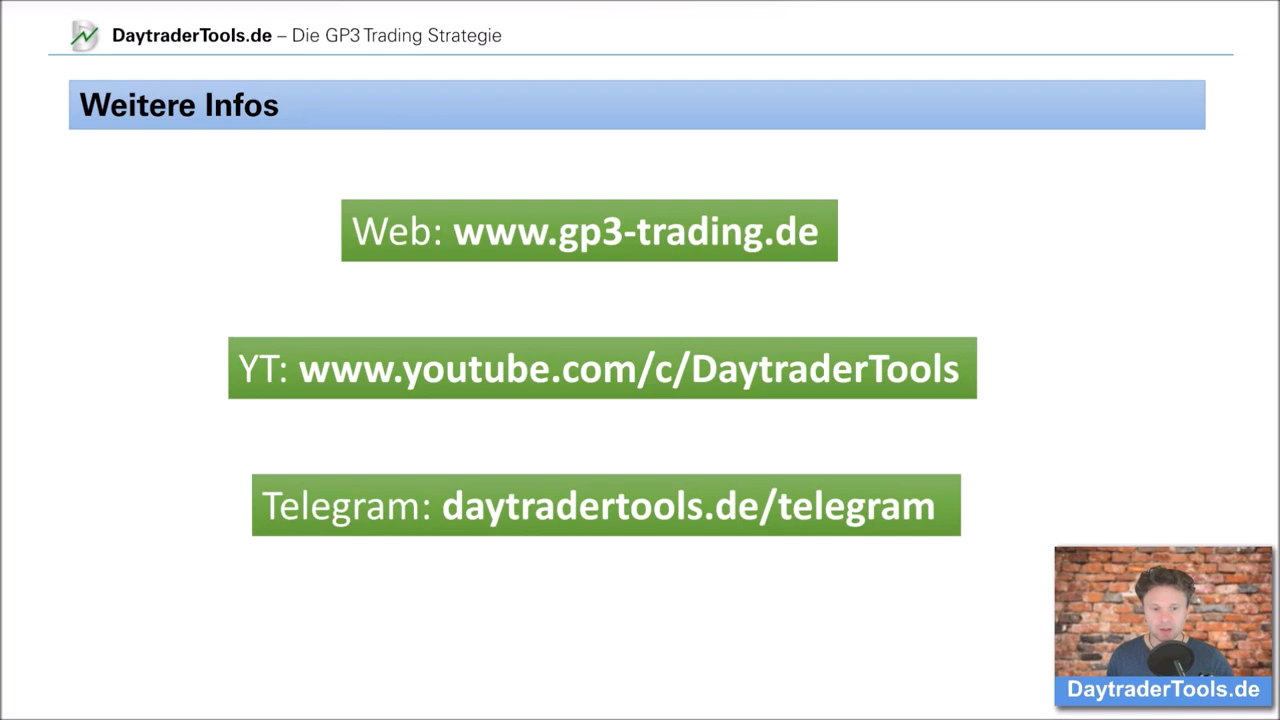 DaytraderTools.de – Die GP3 Trading Strategie
Weitere Infos
Web: www.gp3-trading.de
YT: www.youtube.com/c/DaytraderTools
Telegram: daytradertools.de/telegram
DaytraderTools.de